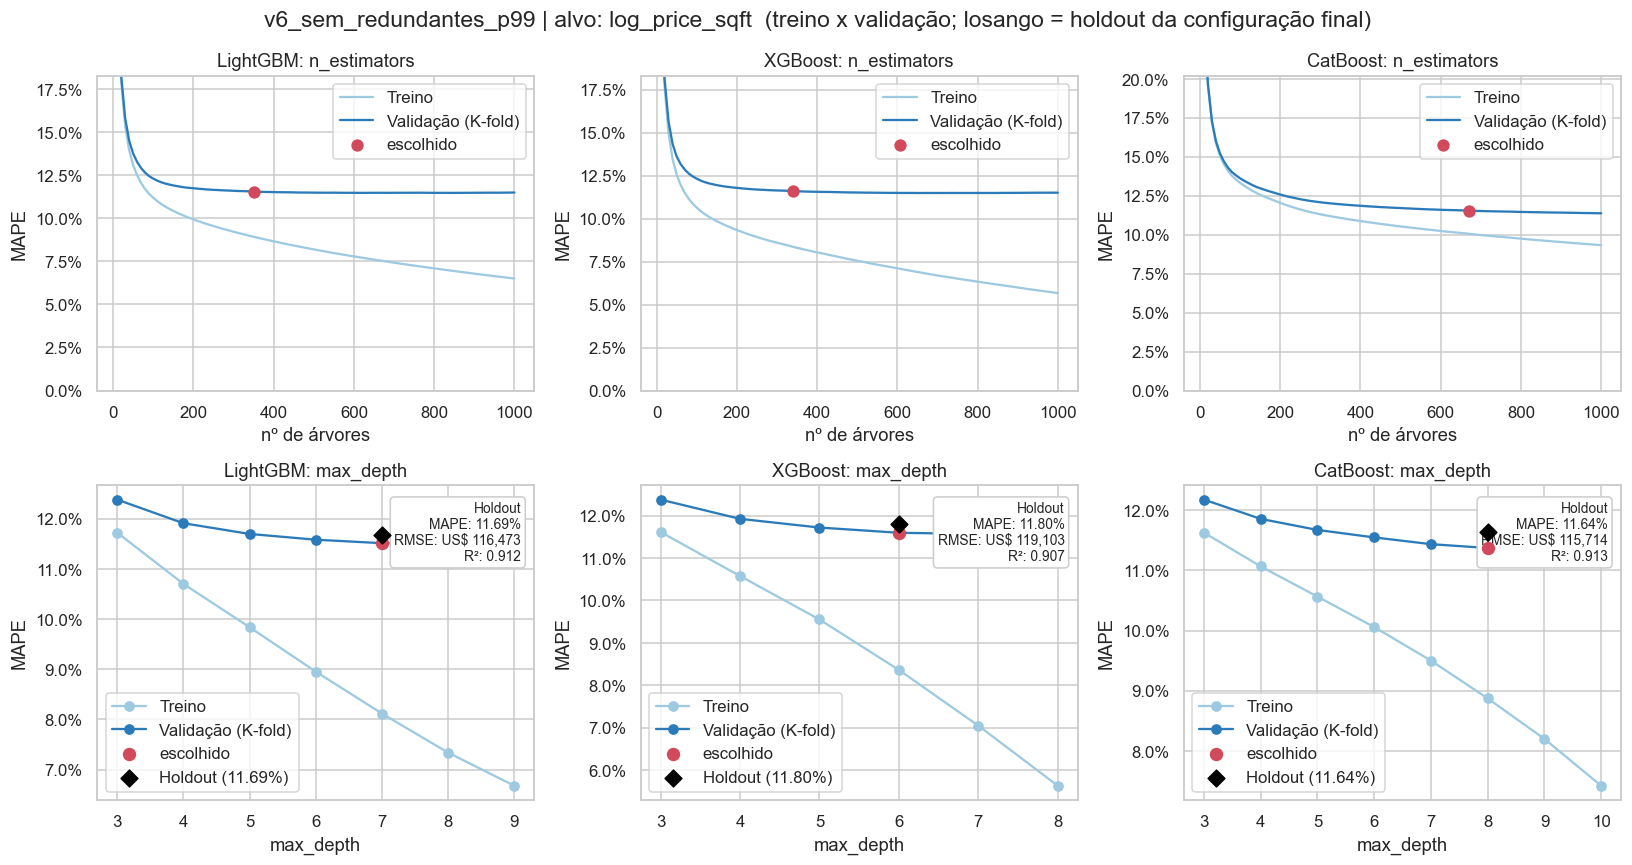 v6_sem_redundantes_p99 | alvo: log_price_sqft  (treino x validação; losango = holdout da configuração final)
LightGBM: n_estimators
17.5%
15.0%
12.5%
10.0%
7.5%
5.0%
2.5%
0.0%
MAPE
Treino
Validação (K-fold)
escolhido
0 200 400 600 800 1000
nº de árvores
XGBoost: n_estimators
17.5%
15.0%
12.5%
10.0%
7.5%
5.0%
2.5%
0.0%
MAPE
Treino
Validação (K-fold)
escolhido
0 200 400 600 800 1000
nº de árvores
CatBoost: n_estimators
20.0%
17.5%
15.0%
12.5%
10.0%
7.5%
5.0%
2.5%
0.0%
MAPE
Treino
Validação (K-fold)
escolhido
0 200 400 600 800 1000
nº de árvores
LightGBM: max_depth
12.0%
11.0%
10.0%
9.0%
8.0%
7.0%
MAPE
Holdout
MAPE: 11.69%
RMSE: US$ 116,473
R²: 0.912
Treino
Validação (K-fold)
escolhido
Holdout (11.69%)
3 4 5 6 7 8 9
max_depth
XGBoost: max_depth
12.0%
11.0%
10.0%
9.0%
8.0%
7.0%
6.0%
MAPE
Holdout
MAPE: 11.80%
RMSE: US$ 119,103
R²: 0.907
Treino
Validação (K-fold)
escolhido
Holdout (11.80%)
3 4 5 6 7 8
max_depth
CatBoost: max_depth
12.0%
11.0%
10.0%
9.0%
8.0%
MAPE
Holdout
MAPE: 11.64%
RMSE: US$ 115,714
R²: 0.913
Treino
Validação (K-fold)
escolhido
Holdout (11.64%)
3 4 5 6 7 8 9 10
max_depth